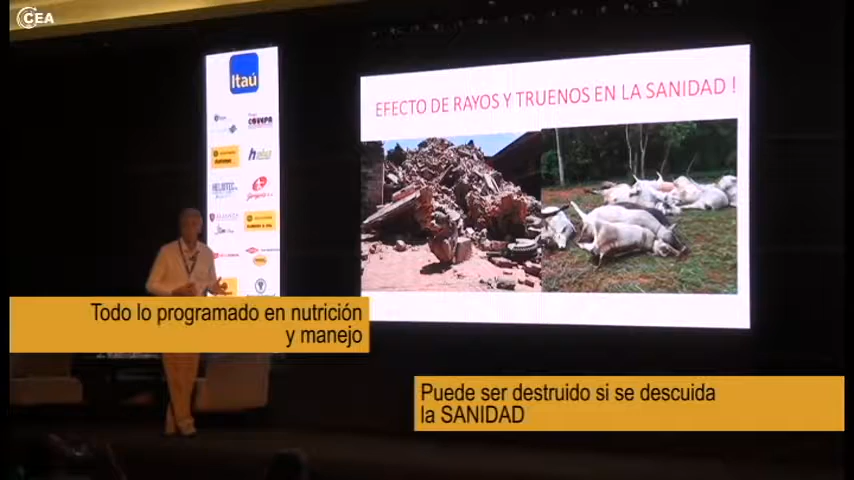 CEA
Itaú
EFECTO DE RAYOS Y TRUENOS EN LA SANIDAD !
COVEPA
Todo lo programado en nutrición
y manejo
Puede ser destruido si se descuida
la SANIDAD